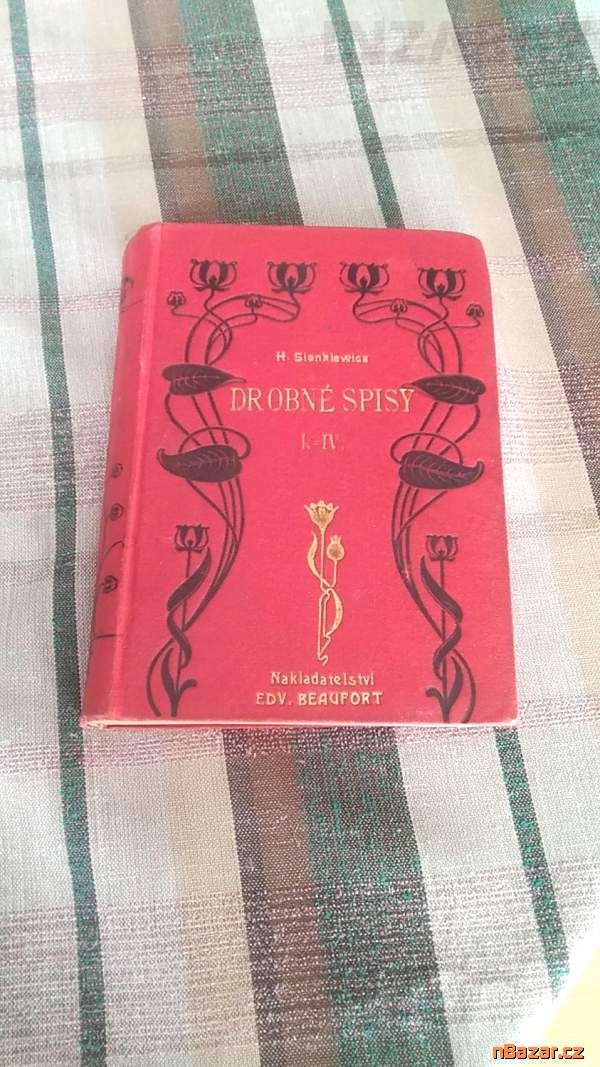 H. Sienkiewicz
DROBNÉ SPISY
I.-IV.
Nakladatelství
EDV. BEAUFORT
nBazar.cz